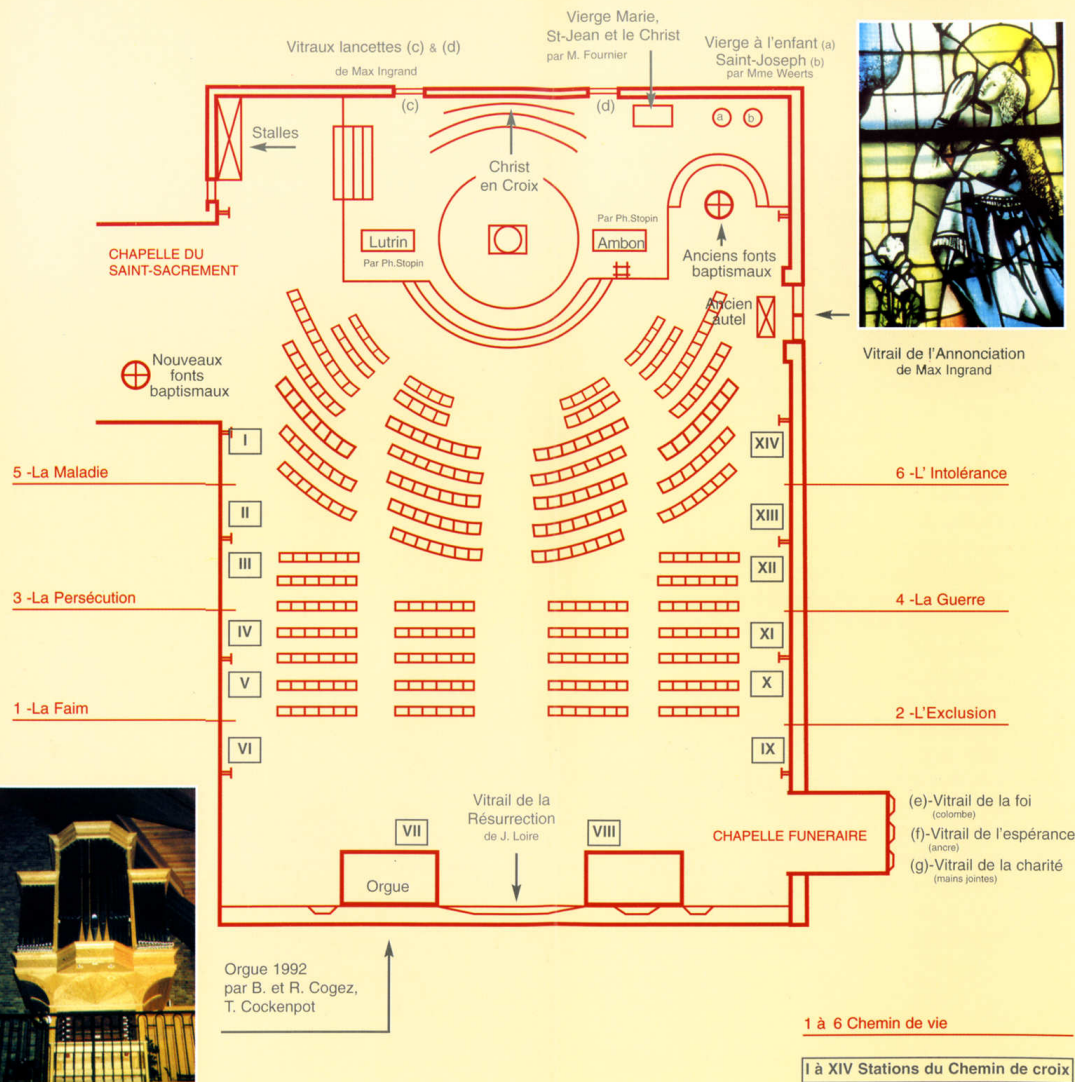 Vitraux lancettes (c) & (d)
de Max Ingrand
Vierge Marie,
St-Jean et le Christ
par M. Fournier
Vierge à l'enfant (a)
Saint-Joseph (b)
par Mme Weerts
(c)
(d)
a
b
Stalles
Christ
en Croix
Lutrin
Par Ph.Stopin
Par Ph.Stopin
Ambon
Anciens fonts
baptismaux
CHAPELLE DU
SAINT-SACREMENT
Ancien
autel
Vitrail de l'Annonciation
de Max Ingrand
Nouveaux
fonts
baptismaux
I
XIV
5 -La Maladie
6 -L' Intolérance
II
XIII
III
XII
3 -La Persécution
4 -La Guerre
IV
XI
V
X
1 -La Faim
2 -L'Exclusion
VI
IX
Vitrail de la
Résurrection
de J. Loire
VII
VIII
CHAPELLE FUNERAIRE
(e)-Vitrail de la foi
(colombe)
(f)-Vitrail de l'espérance
(ancre)
(g)-Vitrail de la charité
(mains jointes)
Orgue
Orgue 1992
par B. et R. Cogez,
T. Cockenpot
1 à 6 Chemin de vie
I à XIV Stations du Chemin de croix